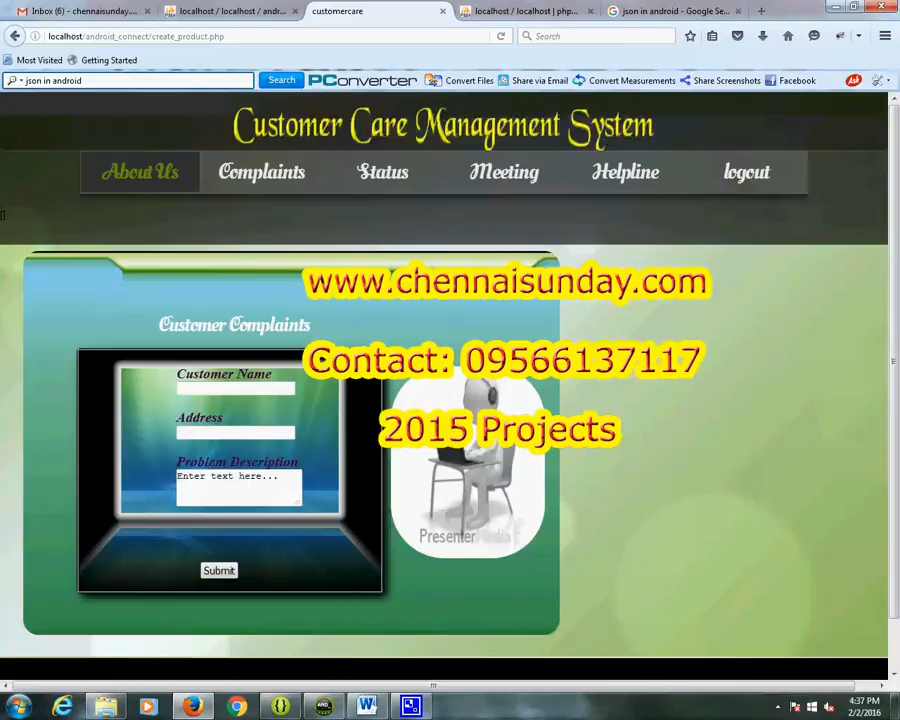 Inbox (6) - chennaisunday....
localhost / localhost / andr...
customercare
localhost / localhost | php...
json in android - Google Se...
localhost/android_connect/create_product.php
Search
Most Visited
Getting Started
json in android
Search
PCONVERTER
Convert Files
Share via Email
Convert Measurements
Share Screenshots
Facebook
Ask
Customer Care Management System
About Us
Complaints
Status
Meeting
Helpline
logout
www.chennaisunday.com
Customer Complaints
Contact: 09566137117
Customer Name
Address
2015 Projects
Problem Description
Enter text here...
Submit
4:37 PM
2/2/2016